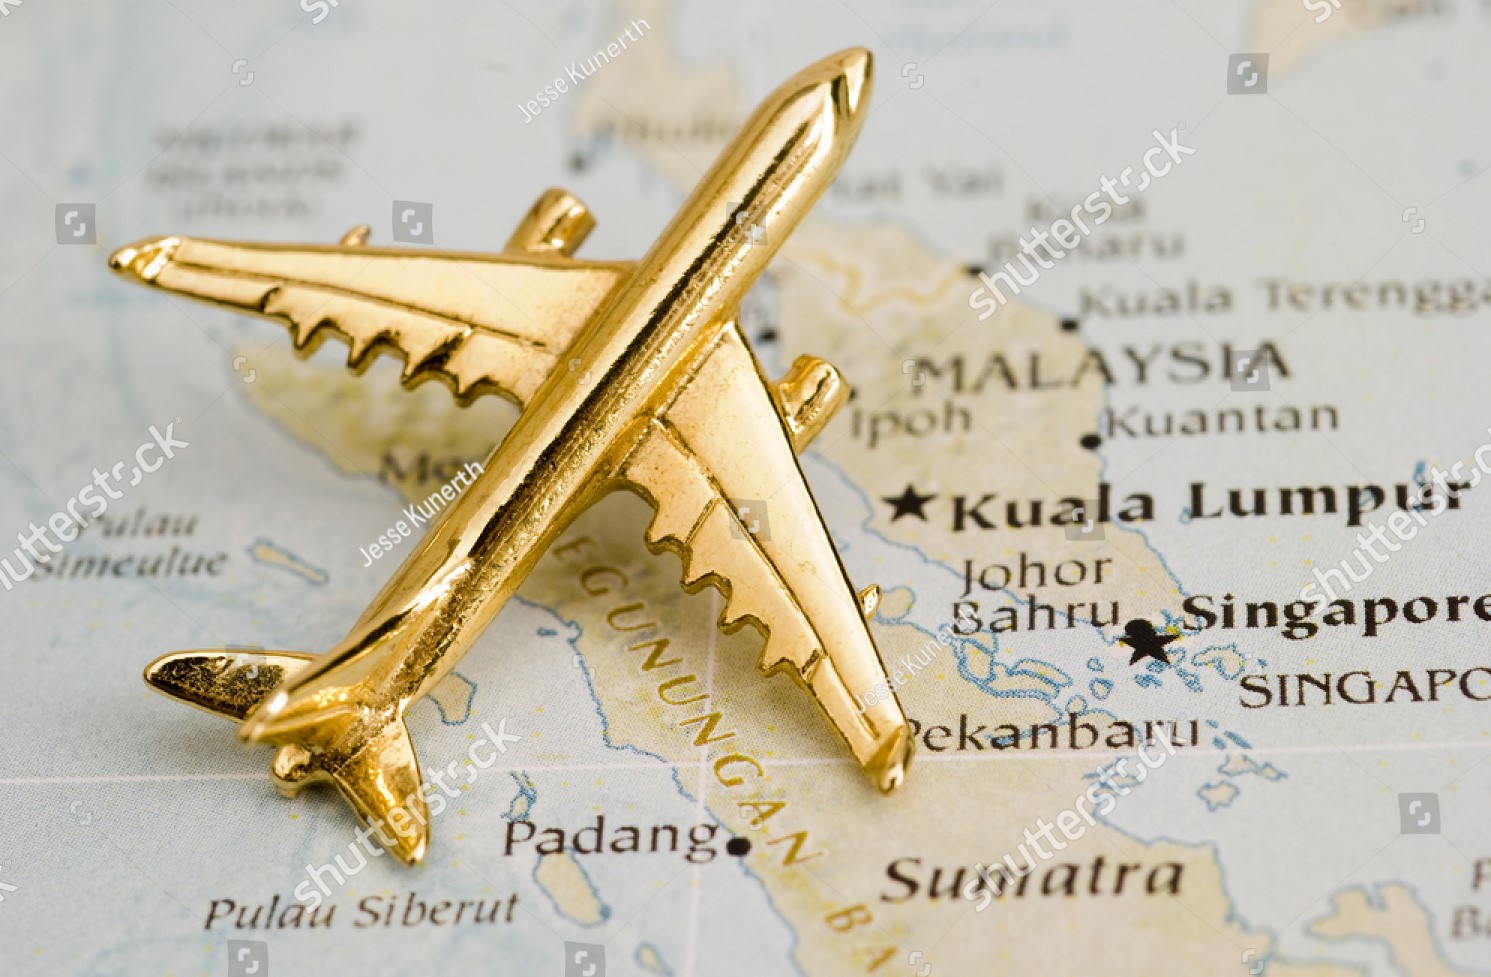 Jesse Kunerth
shutterstock
Kuala Terengga
MALAYSIA
Ipoh
Kuantan
Kuala Lumpur
shutterstock
Jesse Kunerth
shutterstock
Pulau
Simeulue
Johor
Bahru
Singapore
SINGAPO
Jesse Kunerth
EGUNUNGAN BA
Pekanbaru
shutterstock
shutterstock
Padang
Sumatra
Pulau Siberut